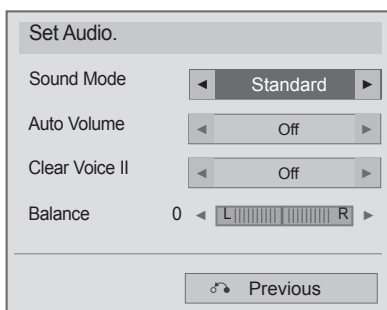 Set Audio.
Sound Mode ◄ Standard ►
Auto Volume ◄ Off ►
Clear Voice II ◄ Off ►
Balance 0 ◄ L R ►
Previous